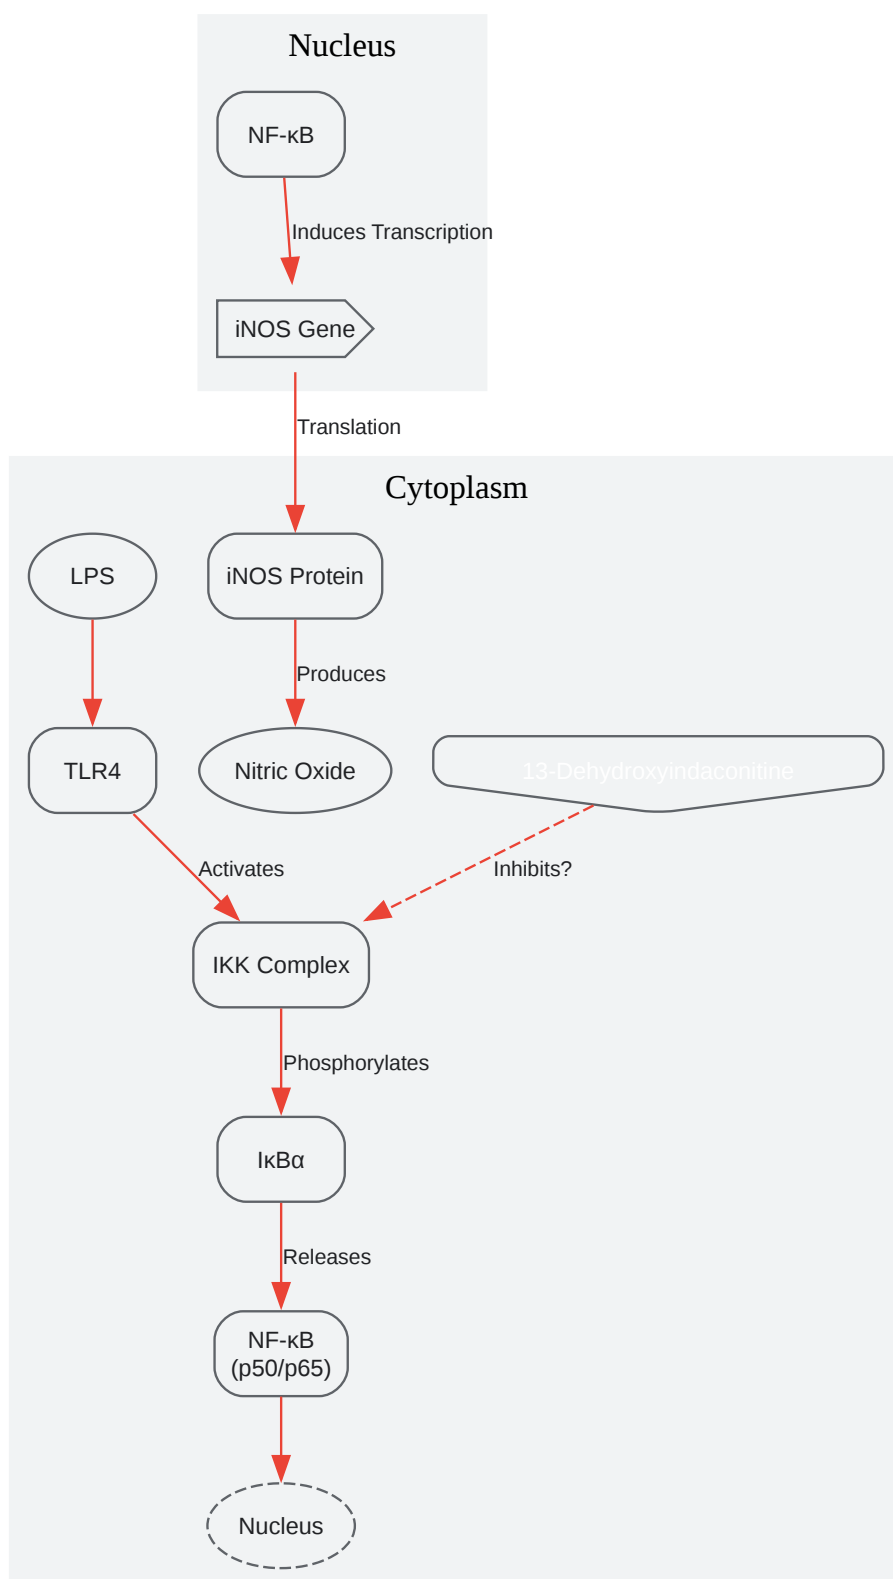 Nucleus
NF-κB
Induces Transcription
iNOS Gene
Translation
Cytoplasm
LPS
iNOS Protein
Produces
TLR4
Nitric Oxide
13-Dehydroxyindaconitine
Activates
Inhibits?
IKK Complex
Phosphorylates
IκBα
Releases
NF-κB
(p50/p65)
Nucleus